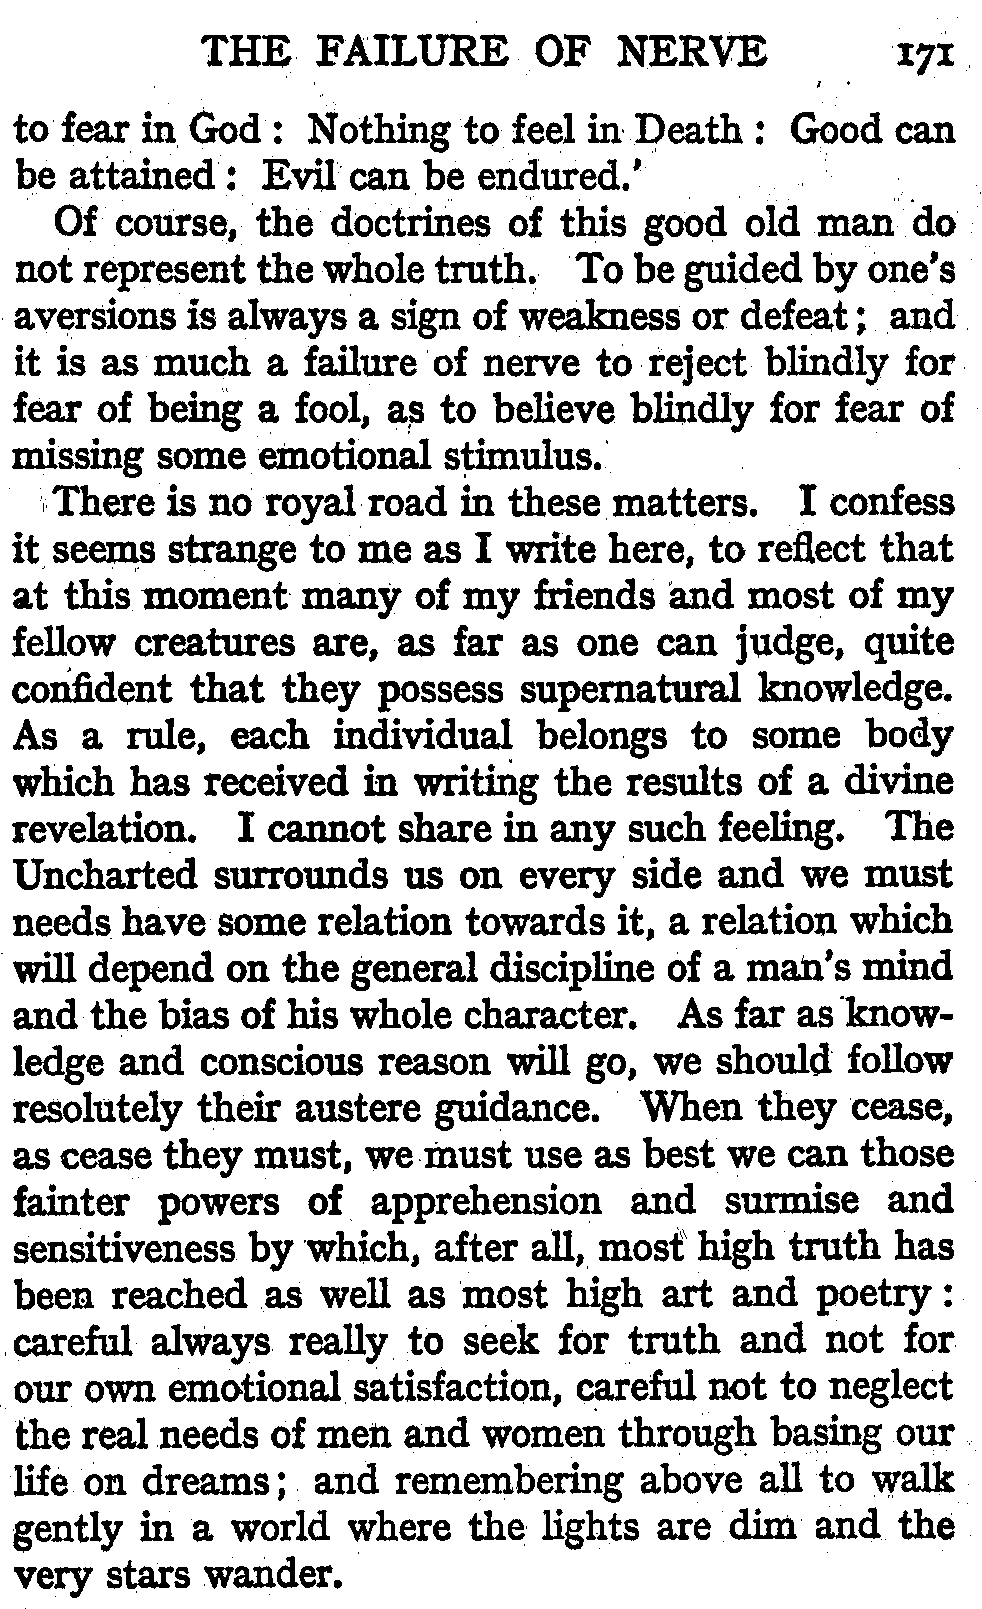 THE FAILURE OF NERVE 171
to fear in God : Nothing to feel in Death : Good can
be attained : Evil can be endured.'
Of course, the doctrines of this good old man do
not represent the whole truth. To be guided by one's
aversions is always a sign of weakness or defeat ; and
it is as much a failure of nerve to reject blindly for
fear of being a fool, as to believe blindly for fear of
missing some emotional stimulus.
There is no royal road in these matters. I confess
it seems strange to me as I write here, to reflect that
at this moment many of my friends and most of my
fellow creatures are, as far as one can judge, quite
confident that they possess supernatural knowledge.
As a rule, each individual belongs to some body
which has received in writing the results of a divine
revelation. I cannot share in any such feeling. The
Uncharted surrounds us on every side and we must
needs have some relation towards it, a relation which
will depend on the general discipline of a man's mind
and the bias of his whole character. As far as know-
ledge and conscious reason will go, we should follow
resolutely their austere guidance. When they cease,
as cease they must, we must use as best we can those
fainter powers of apprehension and surmise and
sensitiveness by which, after all, most high truth has
been reached as well as most high art and poetry :
careful always really to seek for truth and not for
our own emotional satisfaction, careful not to neglect
the real needs of men and women through basing our
life on dreams ; and remembering above all to walk
gently in a world where the lights are dim and the
very stars wander.